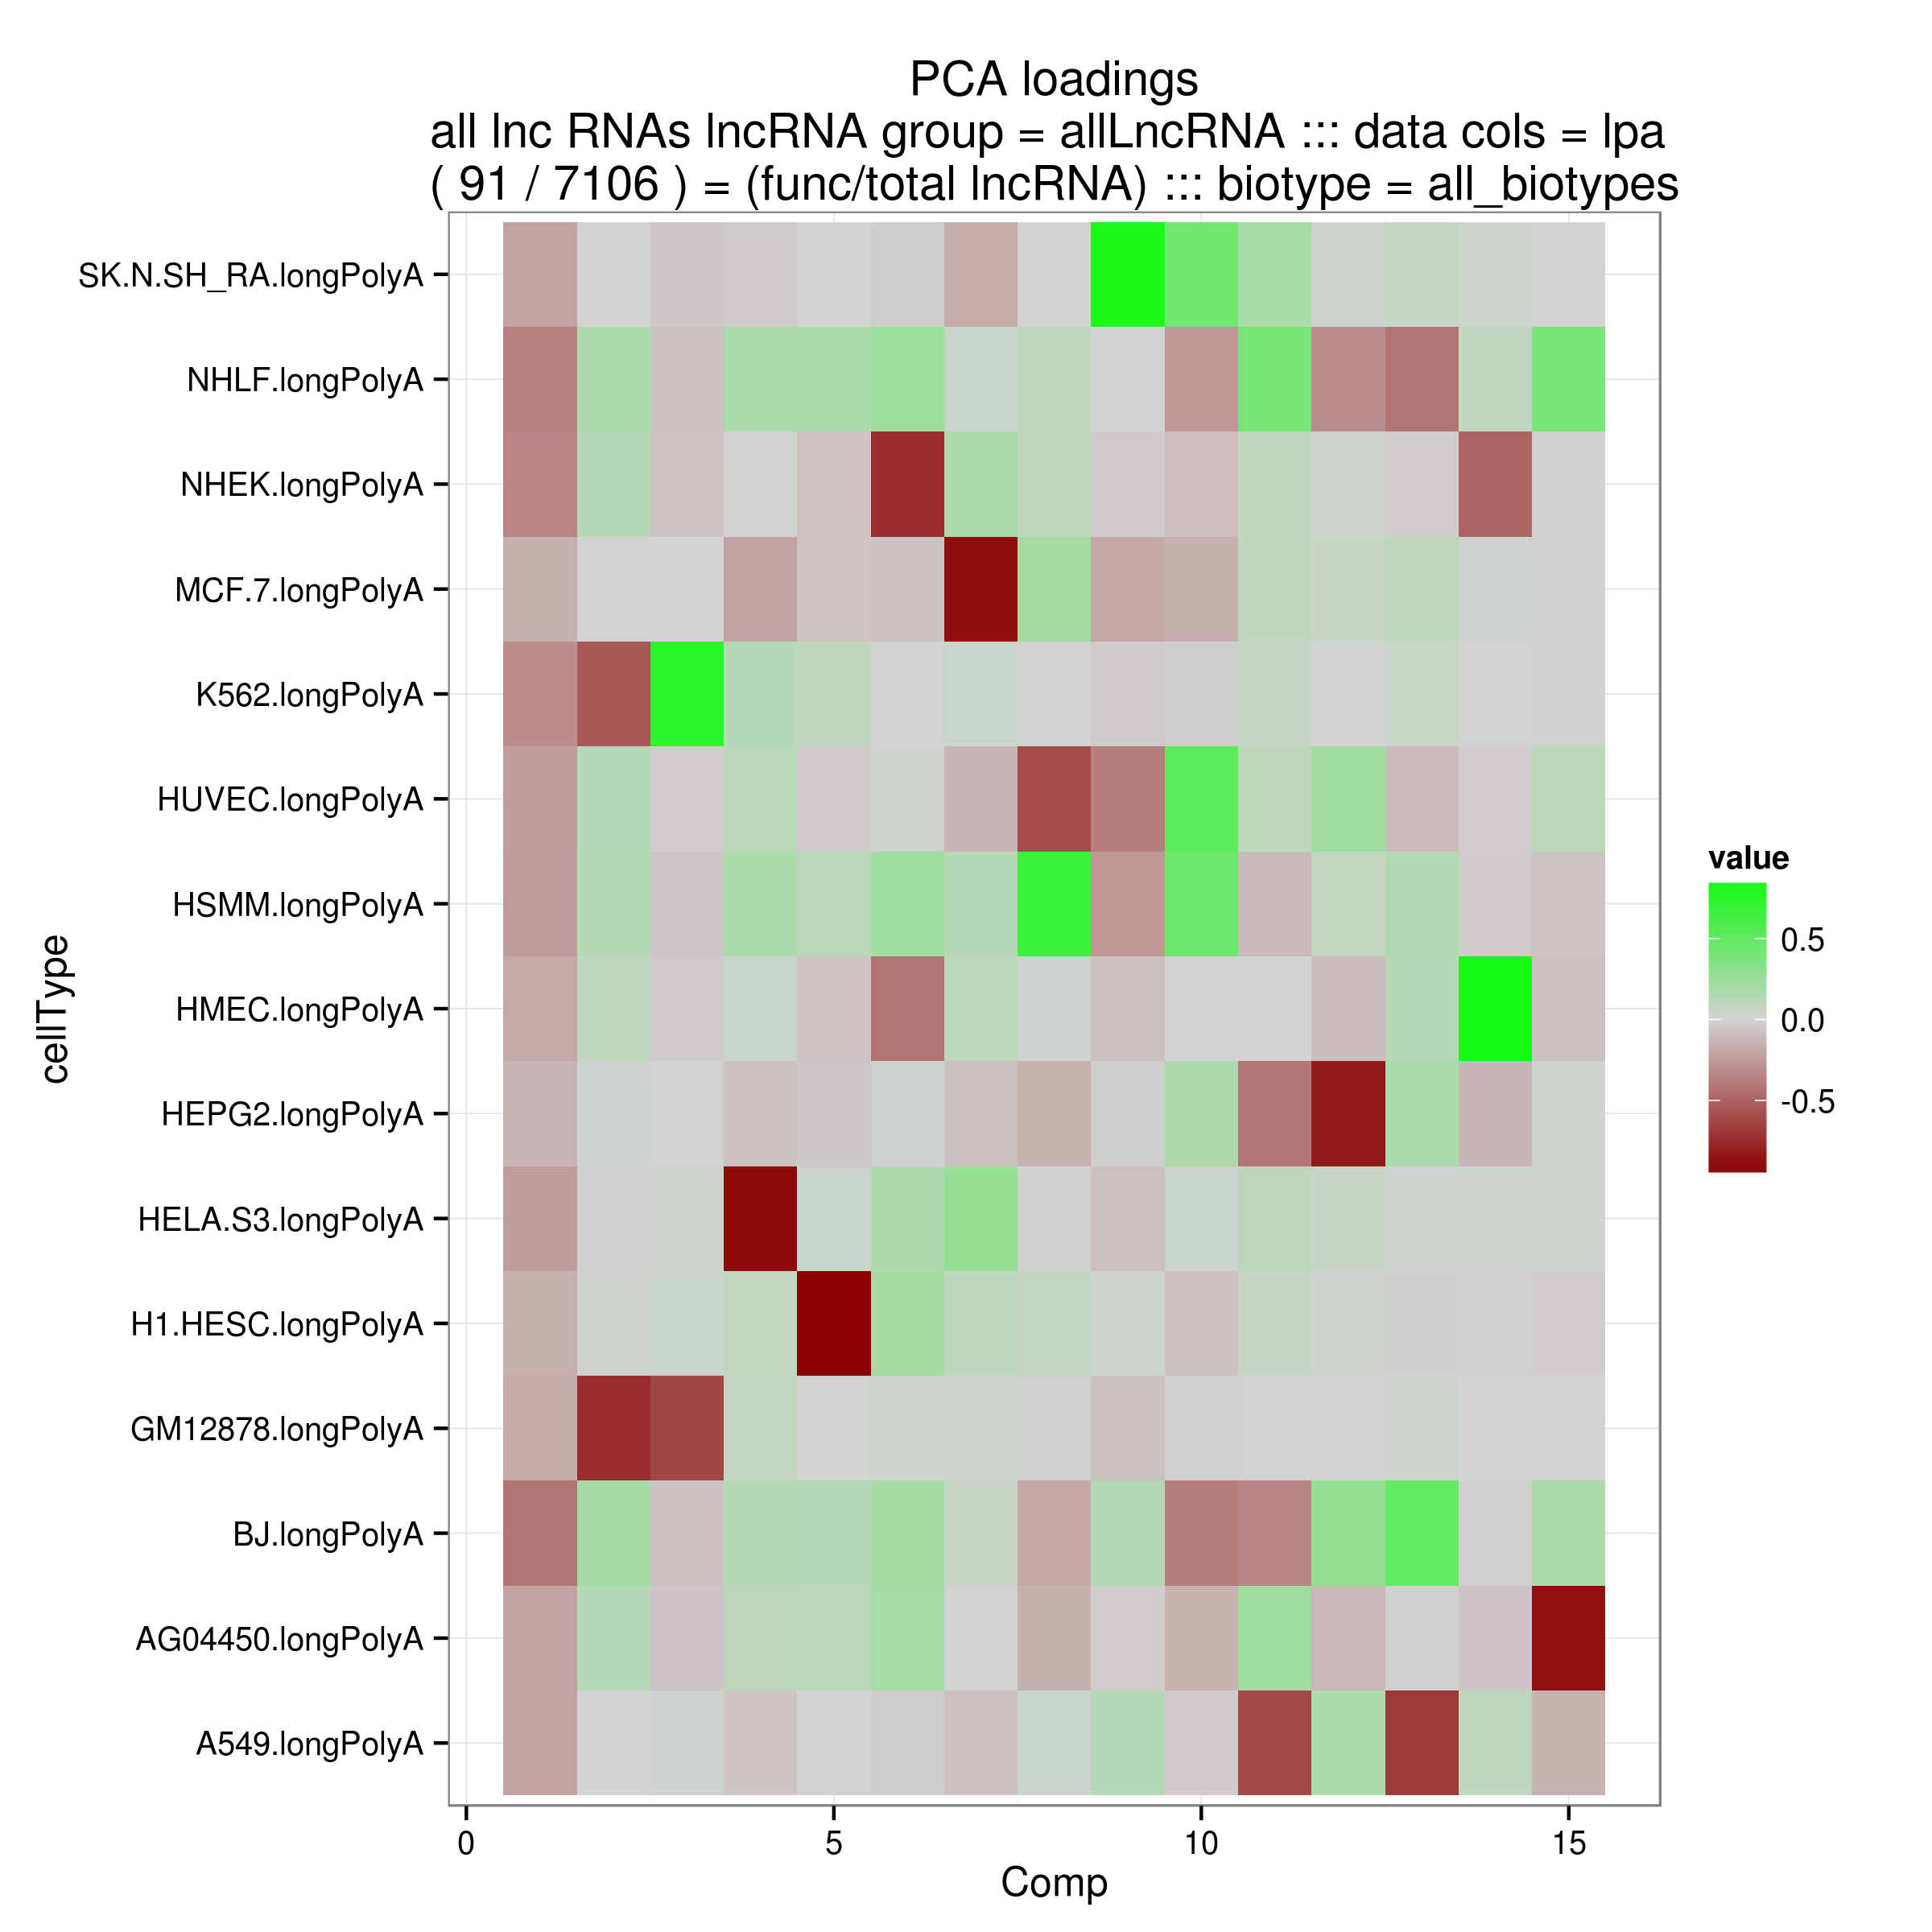 PCA loadings
all lnc RNAs lncRNA group = allLncRNA ::: data cols = lpa
( 91 / 7106 ) = (func/total lncRNA) ::: biotype = all_biotypes
SK.N.SH_RA.longPolyA
NHLF.longPolyA
NHEK.longPolyA
MCF.7.longPolyA
K562.longPolyA
HUVEC.longPolyA
HSMM.longPolyA
HMEC.longPolyA
HEPG2.longPolyA
HELA.S3.longPolyA
H1.HESC.longPolyA
GM12878.longPolyA
BJ.longPolyA
AG04450.longPolyA
A549.longPolyA
cellType
0
5
10
15
Comp
value
0.5
0.0
-0.5